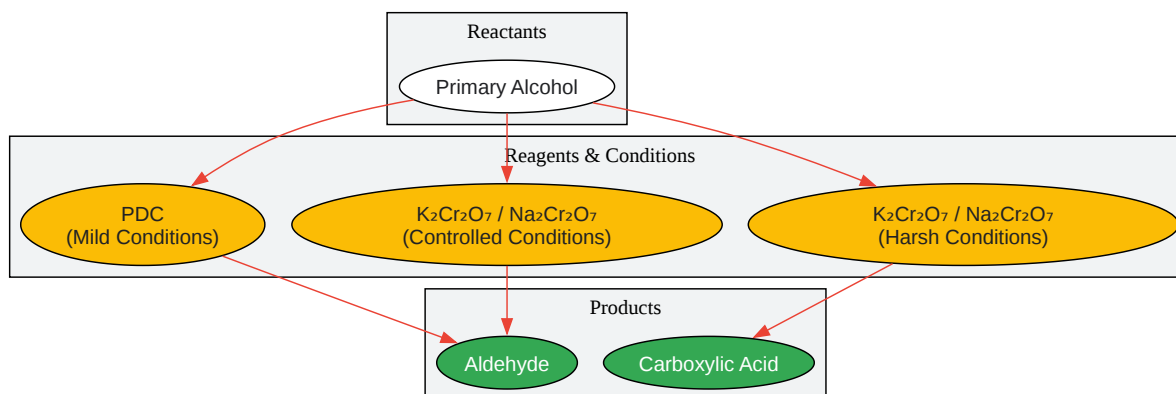 Reactants
Primary Alcohol
Reagents & Conditions
PDC
(Mild Conditions)
K₂Cr₂O₇ / Na₂Cr₂O₇
(Controlled Conditions)
K₂Cr₂O₇ / Na₂Cr₂O₇
(Harsh Conditions)
Products
Aldehyde
Carboxylic Acid